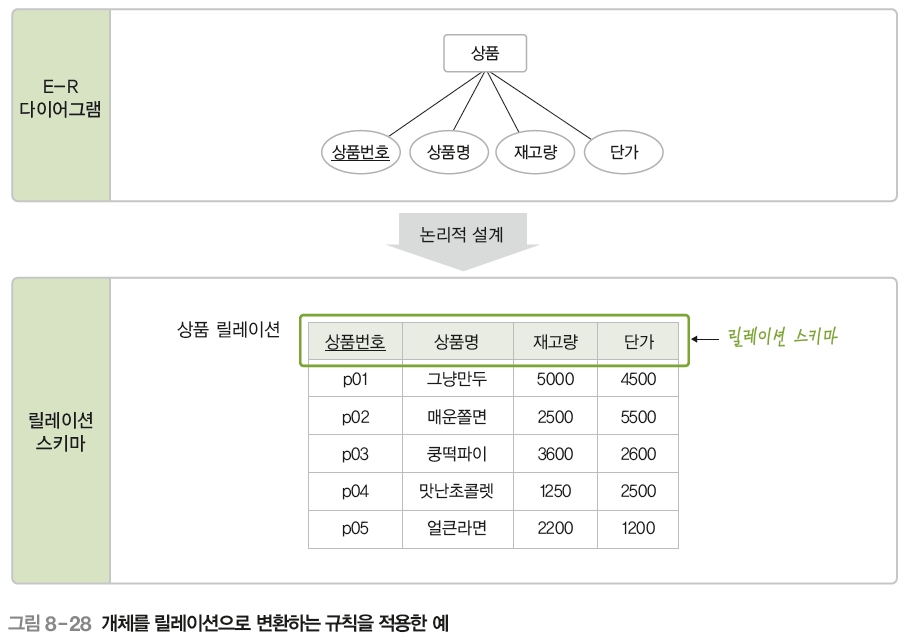 상품
E-R
다이어그램
상품번호 상품명 재고량 단가
논리적 설계
상품 릴레이션
상품번호 상품명 재고량 단가
릴레이션 스키마
p01 그냥만두 5000 4500
p02 매운쫄면 2500 5500
릴레이션
스키마
p03 쿵떡파이 3600 2600
p04 맛난초콜렛 1250 2500
p05 얼큰라면 2200 1200
그림 8-28 개체를 릴레이션으로 변환하는 규칙을 적용한 예